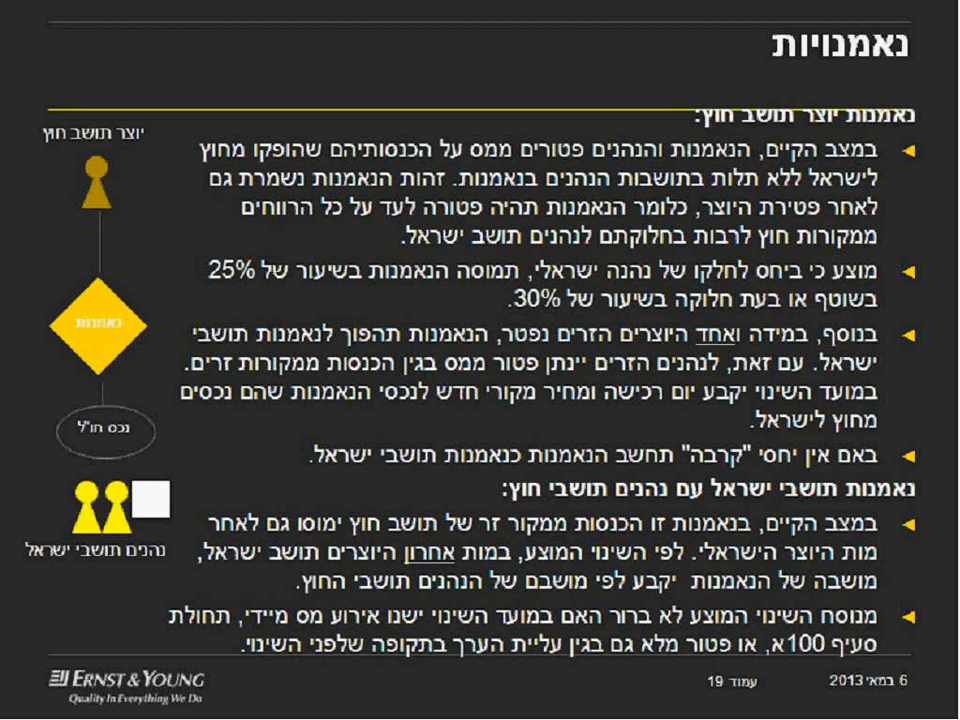 נאמנויות
נאמנות יוצר תושב חוץ:
במצב הקיים, הנאמנות והנהנים פטורים ממס על הכנסותיהם שהופקו מחוץ
לישראל ללא תלות בתושבות הנהנים בנאמנות. זהות הנאמנות נשמרת גם
לאחר פטירת היוצר, כלומר הנאמנות תהיה פטורה לעד על כל הרווחים
ממקורות חוץ לרבות בחלוקתם לנהנים תושב ישראל.
מוצע כי ביחס לחלקו של נהנה ישראלי, תמוסה הנאמנות בשיעור של 25%
בשוטף או בעת חלוקה בשיעור של 30%.
בנוסף, במידה ואחד היוצרים הזרים נפטר, הנאמנות תהפוך לנאמנות תושבי
ישראל. עם זאת, לנהנים הזרים יינתן פטור ממס בגין הכנסות ממקורות זרים.
במועד השינוי יקבע יום רכישה ומחיר מקורי חדש לנכסי הנאמנות שהם נכסים
מחוץ לישראל.
באם אין יחסי "קרבה" תחשב הנאמנות כנאמנות תושבי ישראל.
נאמנות תושבי ישראל עם נהנים תושבי חוץ:
במצב הקיים, בנאמנות זו הכנסות ממקור זר של תושב חוץ ימוסו גם לאחר
מות היוצר הישראלי. לפי השינוי המוצע, במות אחרון היוצרים תושב ישראל,
מושבה של הנאמנות יקבע לפי מושבם של הנהנים תושבי החוץ.
מנוסח השינוי המוצע לא ברור האם במועד השינוי ישנו אירוע מס מיידי, תחולת
סעיף 100א, או פטור מלא גם בגין עליית הערך בתקופה שלפני השינוי.
יוצר תושב חוץ
נאמנות
נכס חו"ל
נהנים תושבי ישראל
6 במאי 2013
עמוד 19
ERNST & YOUNG
Quality In Everything We Do